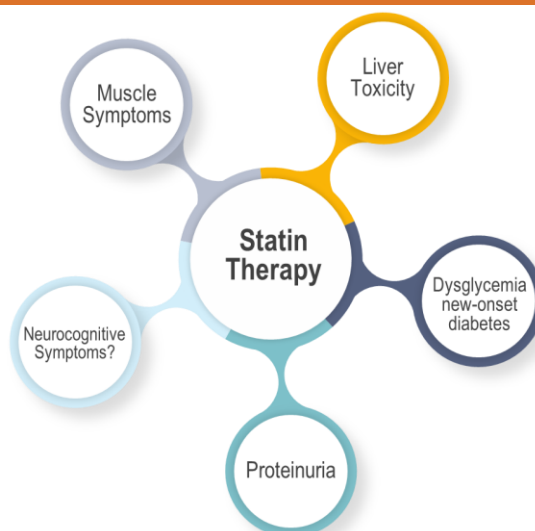 Statin
Therapy
Liver
Toxicity
Dysglycemia
new-onset
diabetes
Proteinuria
Neurocognitive
Symptoms?
Muscle
Symptoms